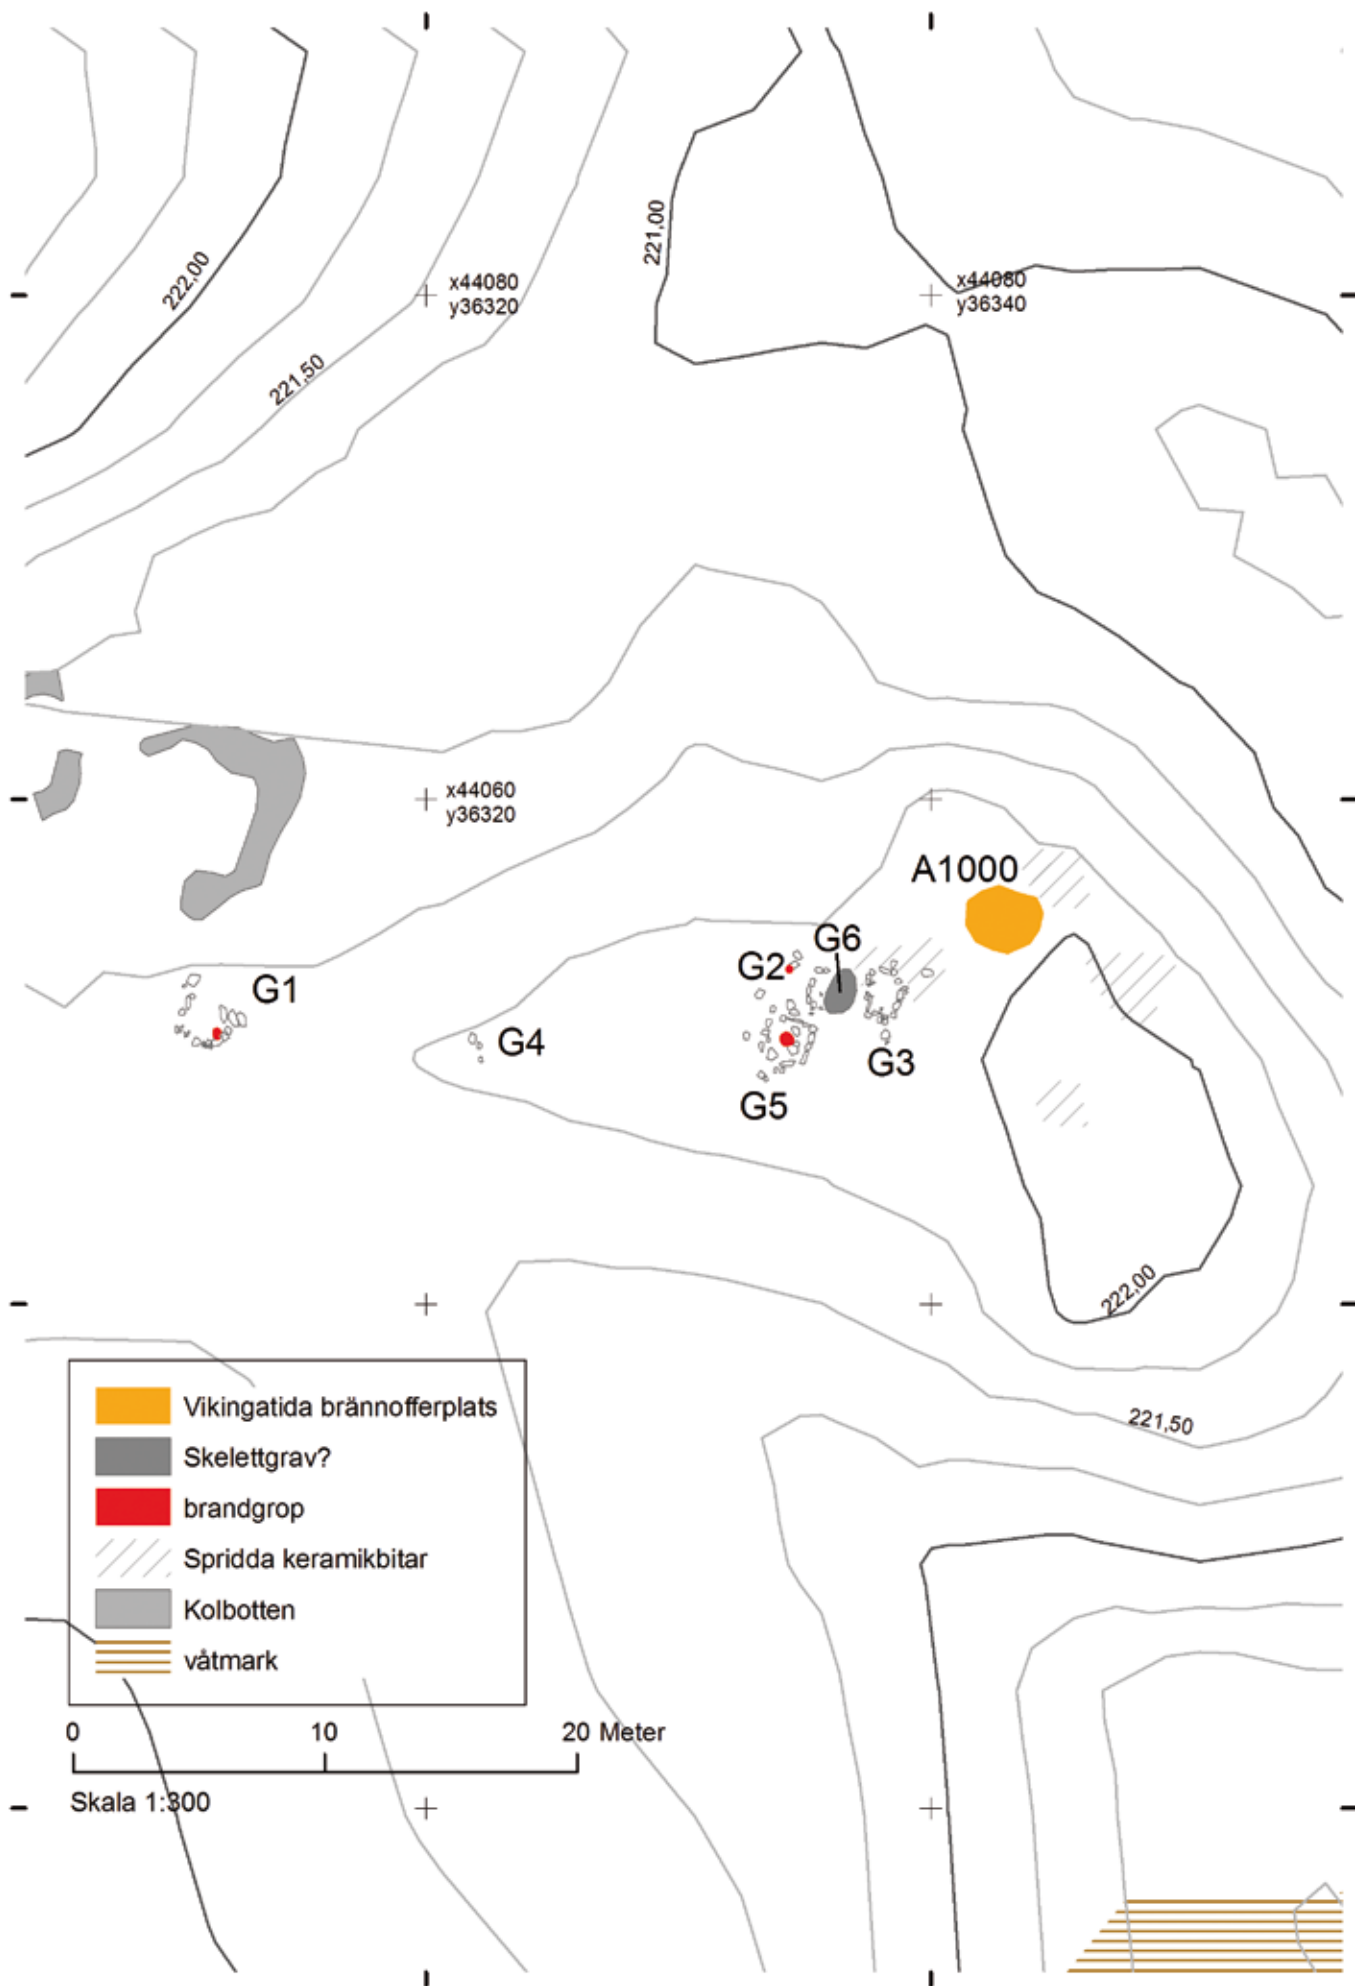 221,00
222,00
x44080
y36320
x44080
y36340
221,50
x44060
y36320
A1000
G6
G2
G1
G4
G3
G5
222,00
221,50
Vikingatida brännofferplats
Skelettgrav?
brandgrop
Spridda keramikbitar
Kolbotten
våtmark
0 10 20 Meter
Skala 1:300